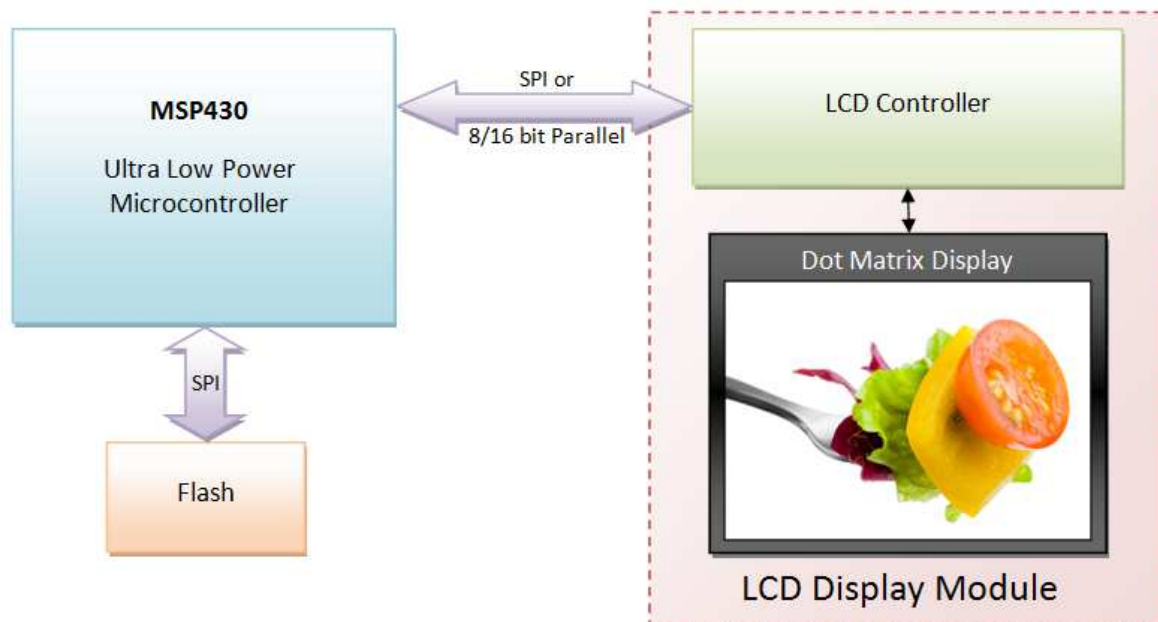 MSP430
Ultra Low Power
Microcontroller
SPI or
8/16 bit Parallel
LCD Controller
Dot Matrix Display
SPI
Flash
LCD Display Module